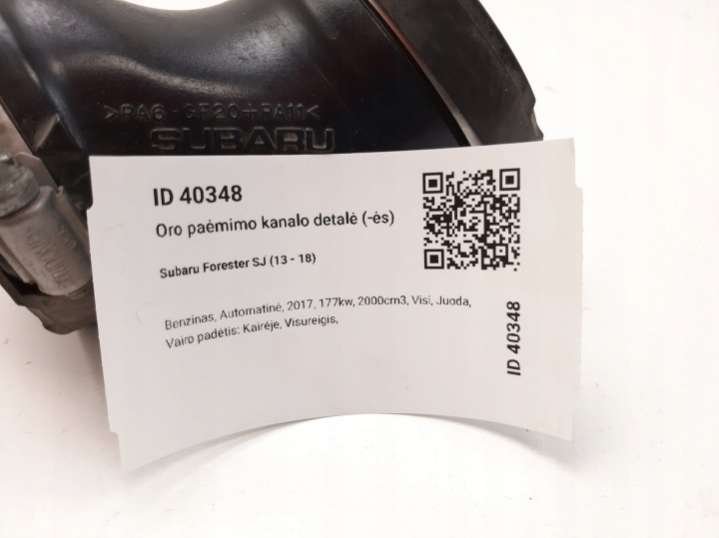 >PA6-GF20+FA11<
SUBARU
ID 40348
Oro paėmimo kanalo detalė (-ės)
Subaru Forester SJ (13 - 18)
Benzinas, Automatinė, 2017, 177kw, 2000cm3, Visi, Juoda,
Vairo padėtis: Kairėje, Visureigis,
ID 40348